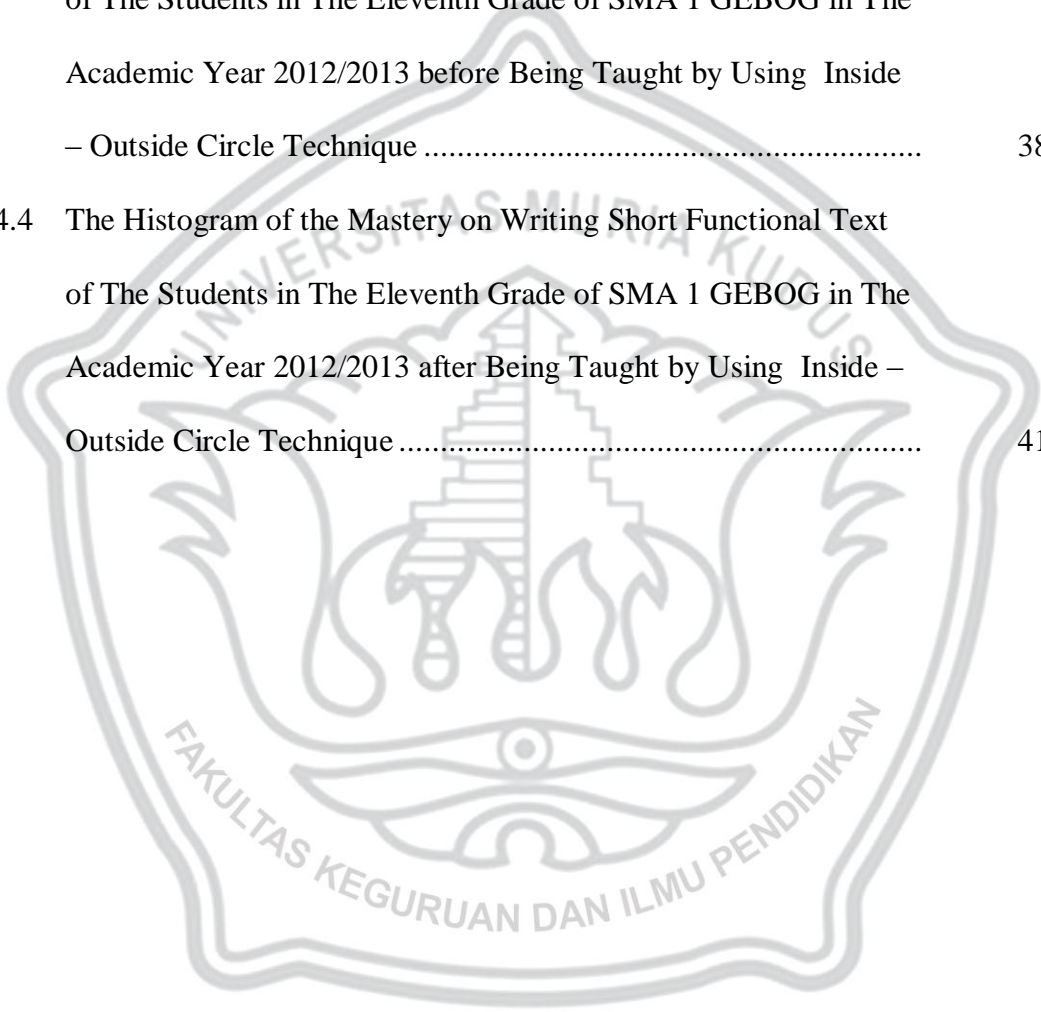 of The Students in The Eleventh Grade of SMA 1 GEBOG in The
Academic Year 2012/2013 before Being Taught by Using Inside
– Outside Circle Technique ............................................................ 38
4.4 The Histogram of the Mastery on Writing Short Functional Text
of The Students in The Eleventh Grade of SMA 1 GEBOG in The
Academic Year 2012/2013 after Being Taught by Using Inside –
Outside Circle Technique ............................................................... 41
UNIVERSITAS MURIA KUDUS
FAKULTAS KEGURUAN DAN ILMU PENDIDIKAN